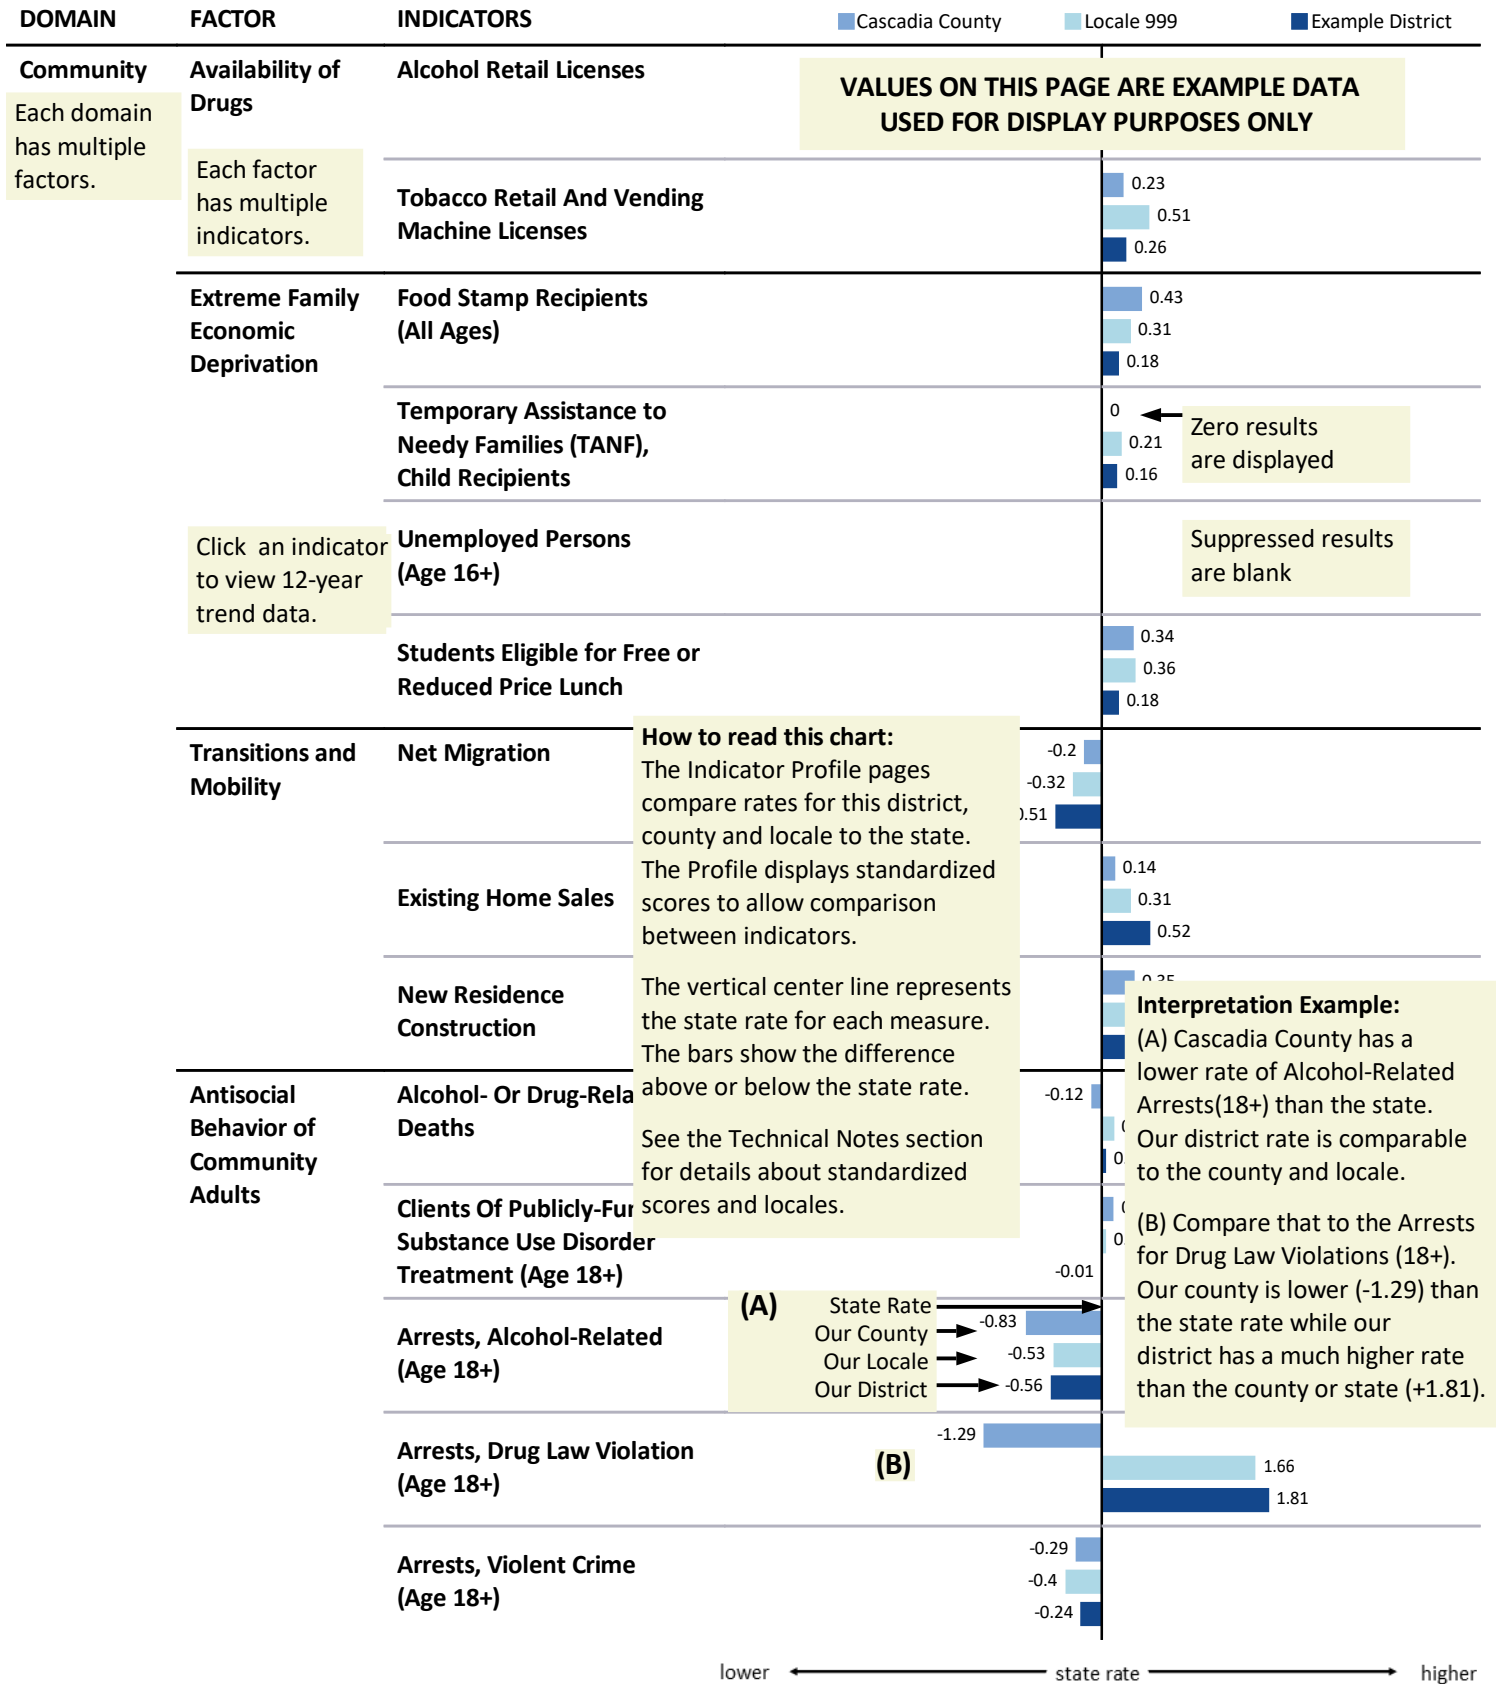 DOMAIN FACTOR INDICATORS Cascadia County Locale 999 Example District
Community
Each domain
has multiple
factors.
Availability of
Drugs
Each factor
has multiple
indicators.
Alcohol Retail Licenses
VALUES ON THIS PAGE ARE EXAMPLE DATA
USED FOR DISPLAY PURPOSES ONLY
Tobacco Retail And Vending
Machine Licenses
0.23
0.51
0.26
Extreme Family
Economic
Deprivation
Food Stamp Recipients
(All Ages)
0.43
0.31
0.18
Temporary Assistance to
Needy Families (TANF),
Child Recipients
0
0.21
0.16
Zero results
are displayed
Click an indicator
to view 12-year
trend data.
Unemployed Persons
(Age 16+)
Suppressed results
are blank
Students Eligible for Free or
Reduced Price Lunch
0.34
0.36
0.18
Transitions and
Mobility
Net Migration
-0.2
-0.32
.51
How to read this chart:
The Indicator Profile pages
compare rates for this district,
county and locale to the state.
The Profile displays standardized
scores to allow comparison
between indicators.
The vertical center line represents
the state rate for each measure.
The bars show the difference
above or below the state rate.
See the Technical Notes section
for details about standardized
scores and locales.
Existing Home Sales
0.14
0.31
0.52
New Residence
Construction
Interpretation Example:
(A) Cascadia County has a
lower rate of Alcohol-Related
Arrests(18+) than the state.
Our district rate is comparable
to the county and locale.
(B) Compare that to the Arrests
for Drug Law Violations (18+).
Our county is lower (-1.29) than
the state rate while our
district has a much higher rate
than the county or state (+1.81).
Antisocial
Behavior of
Community
Adults
Alcohol- Or Drug-Rela
Deaths
-0.12
0.
Clients Of Publicly-Fu
Substance Use Disorder
Treatment (Age 18+)
0.
-0.01
Arrests, Alcohol-Related
(Age 18+)
(A) State Rate
Our County -0.83
Our Locale -0.53
Our District -0.56
Arrests, Drug Law Violation
(Age 18+)
(B)
-1.29
1.66
1.81
Arrests, Violent Crime
(Age 18+)
-0.29
-0.4
-0.24
lower state rate higher